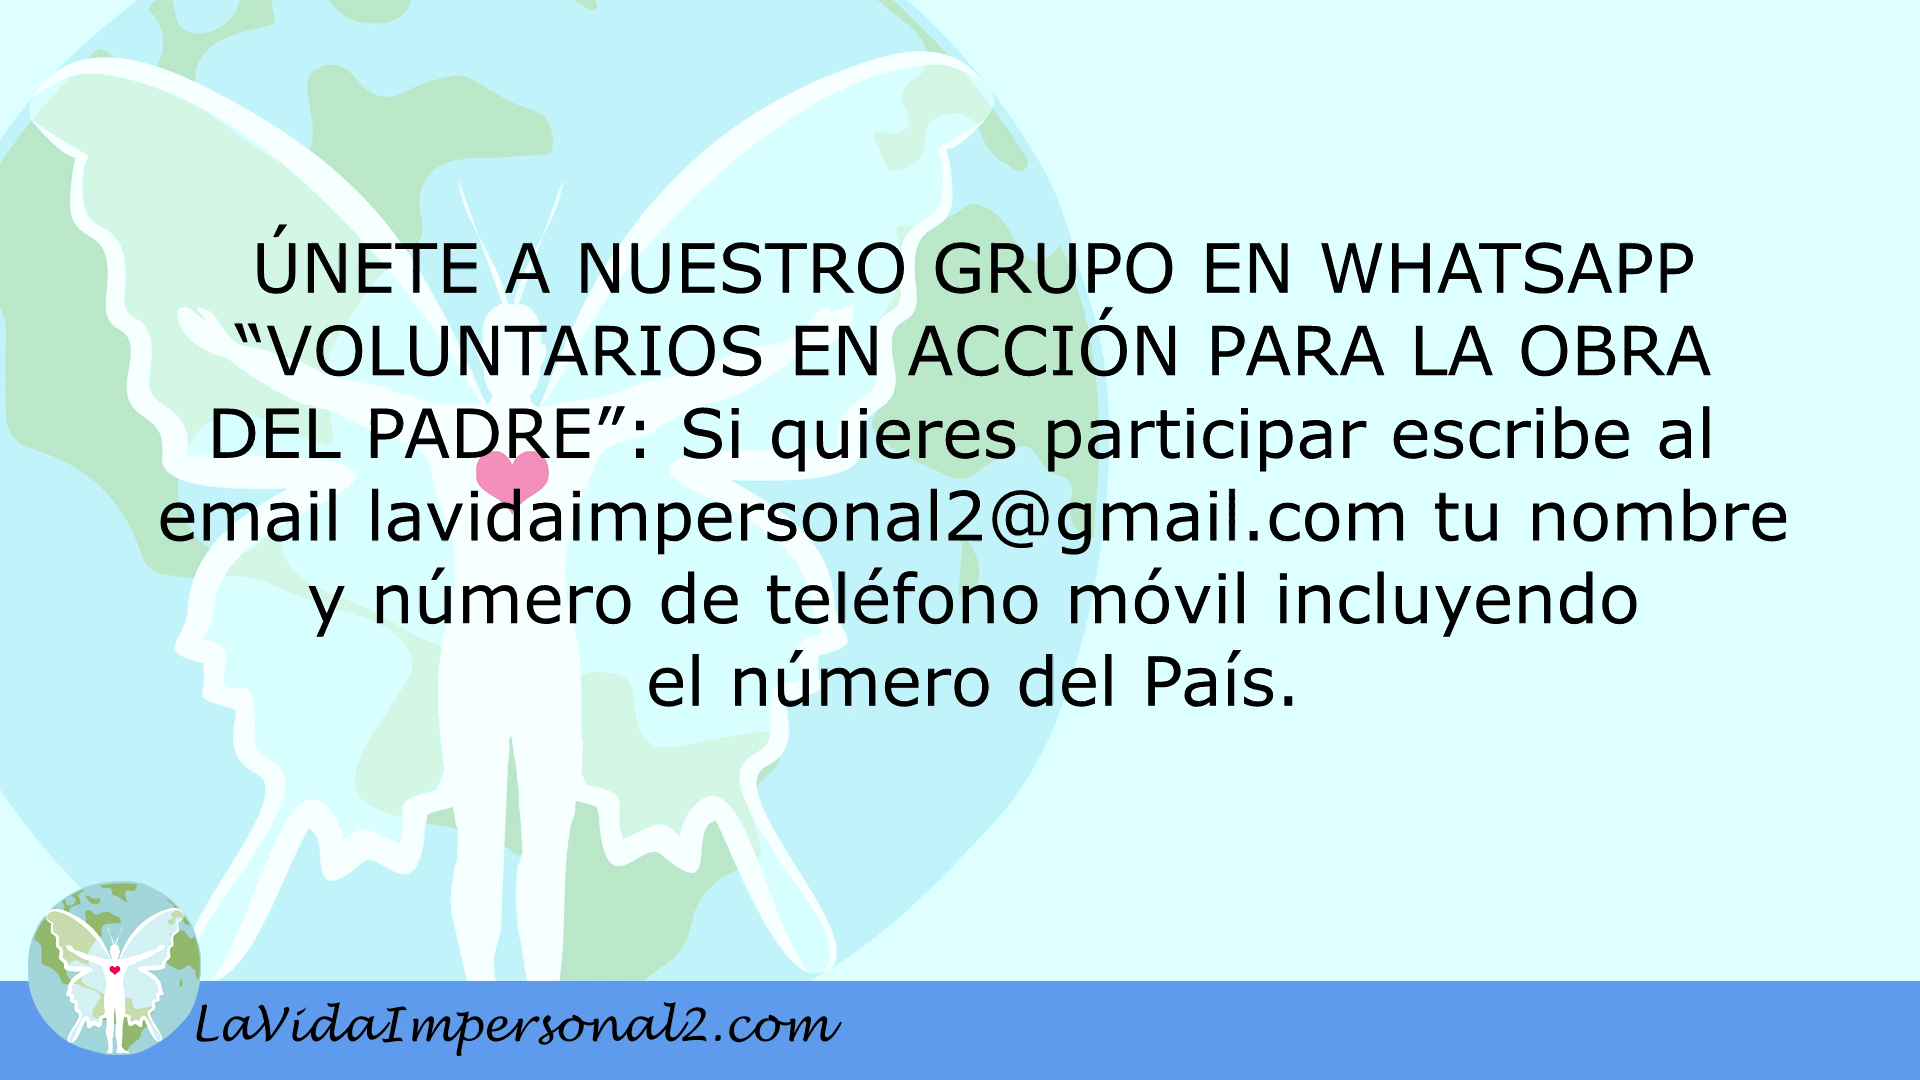 ÚNETE A NUESTRO GRUPO EN WHATSAPP
“VOLUNTARIOS EN ACCIÓN PARA LA OBRA
DEL PADRE”: Si quieres participar escribe al
email lavidaimpersonal2@gmail.com tu nombre
y número de teléfono móvil incluyendo
el número del País.
LaVidaImpersonal2.com